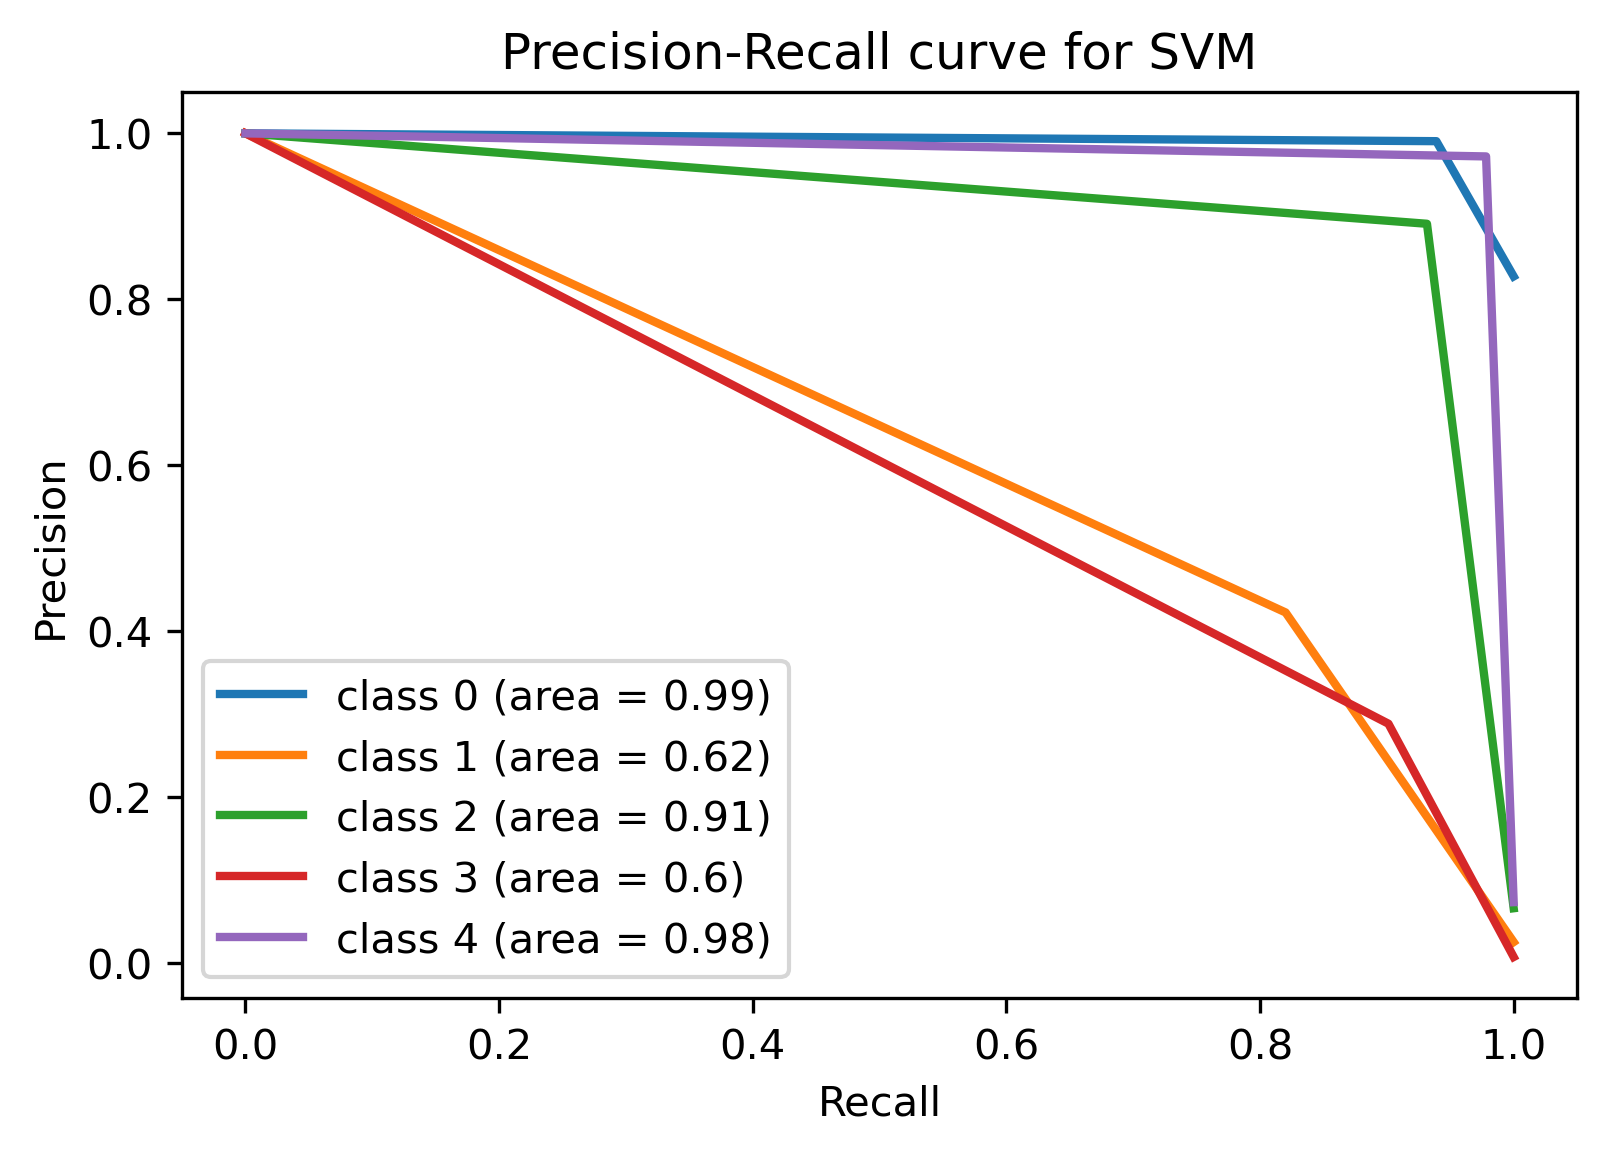 Precision-Recall curve for SVM
1.0
0.8
0.6
0.4
0.2
0.0
Precision
class 0 (area = 0.99)
class 1 (area = 0.62)
class 2 (area = 0.91)
class 3 (area = 0.6)
class 4 (area = 0.98)
0.0 0.2 0.4 0.6 0.8 1.0
Recall